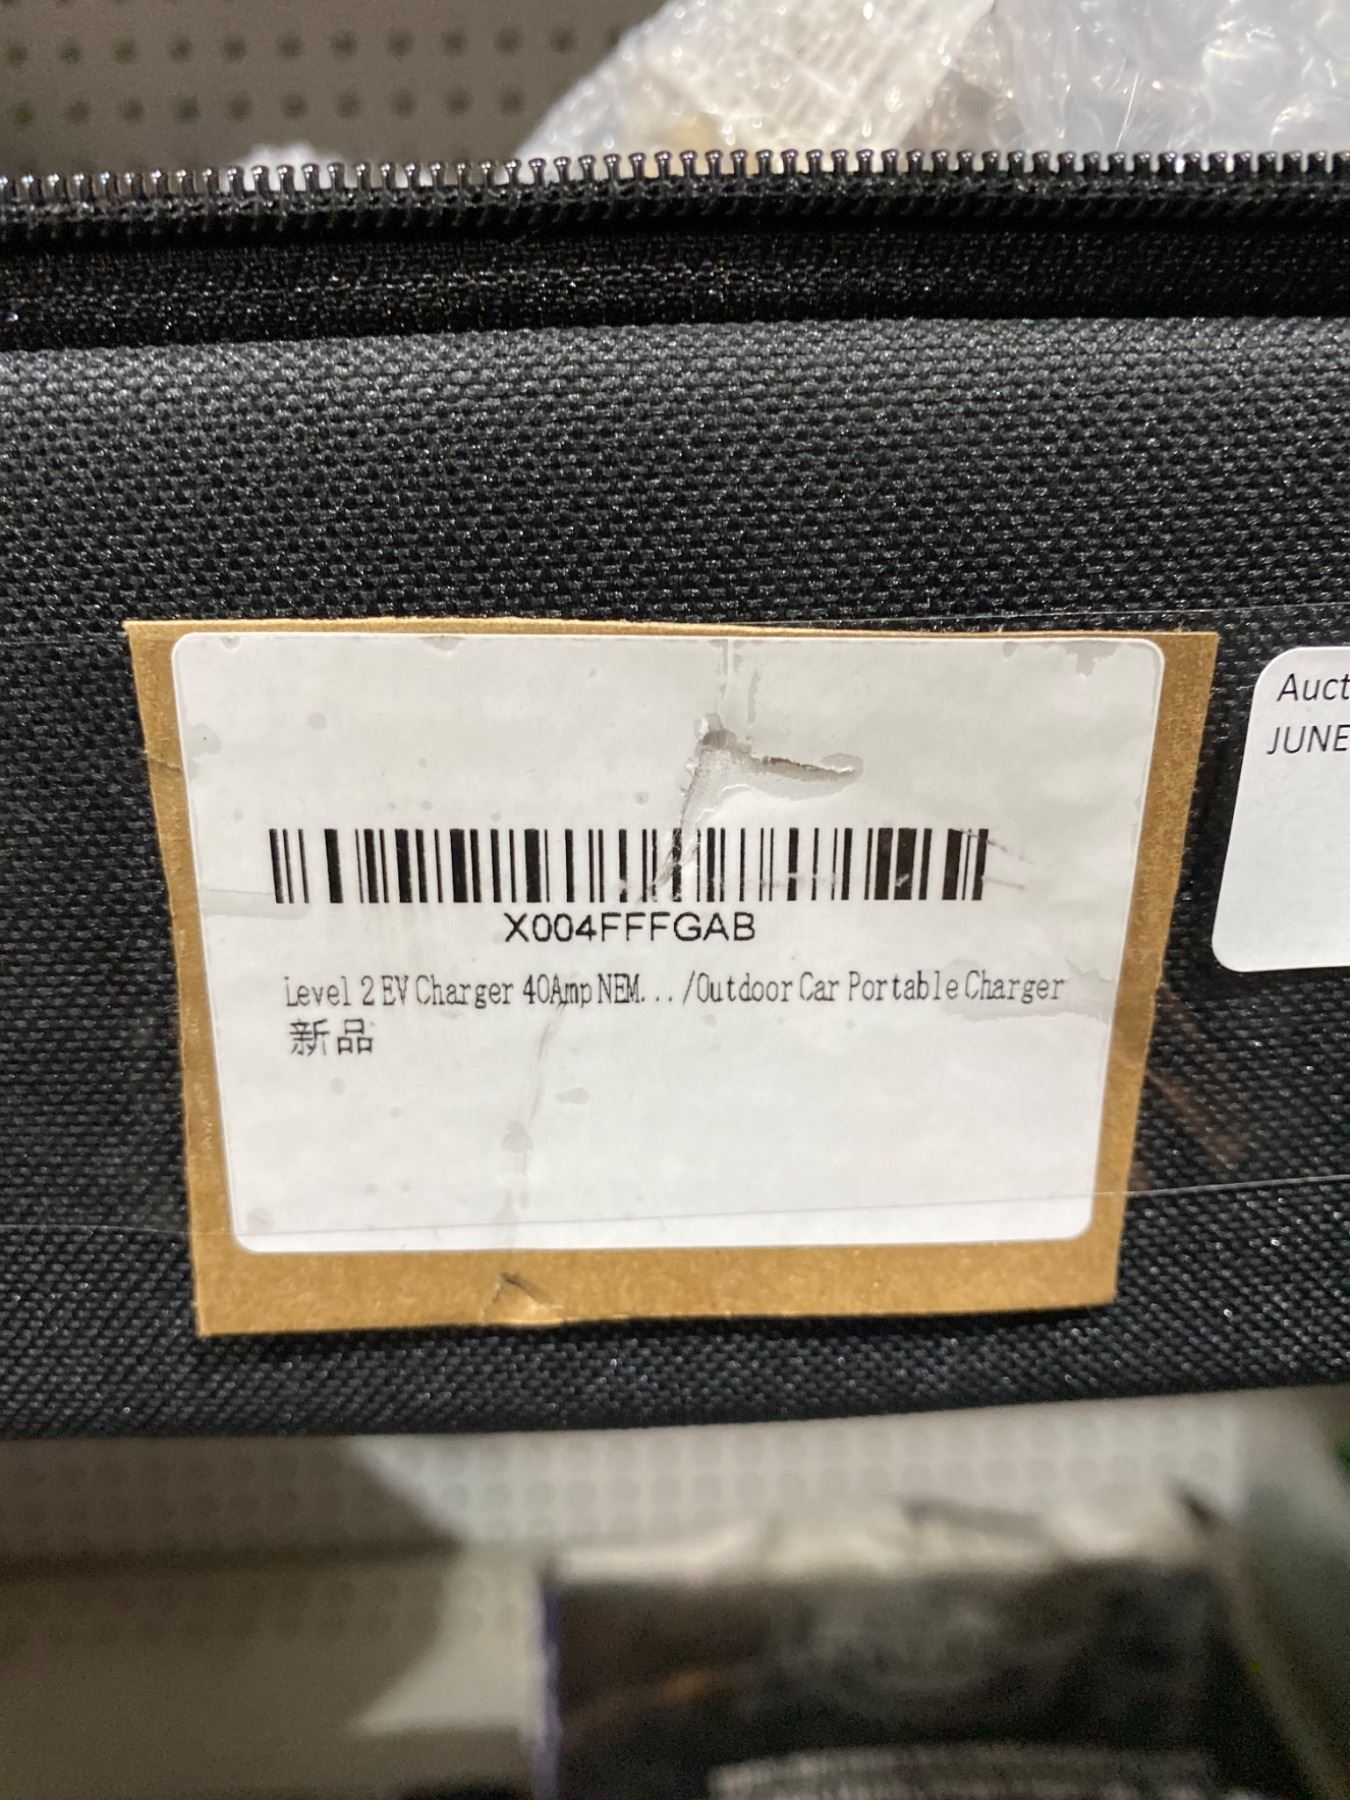 X004FFFGAB
Level 2 EV Charger 40Amp NEM... /Outdoor Car Portable Charger
新品
Auct
JUNE